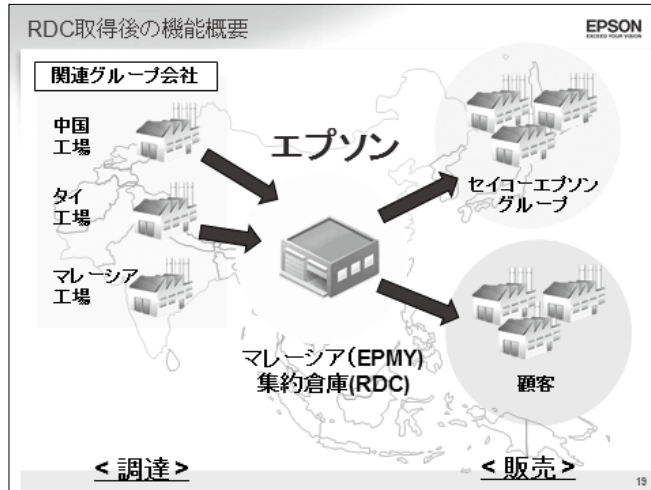 RDC取得後の機能概要
EPSON
EXCEED YOUR VISION
関連グループ会社
中国
工場
タイ
工場
マレーシア
工場
エプソン
マレーシア(EPMY)
集約倉庫(RDC)
セイコーエプソン
グループ
顧客
<調達>
<販売>
19